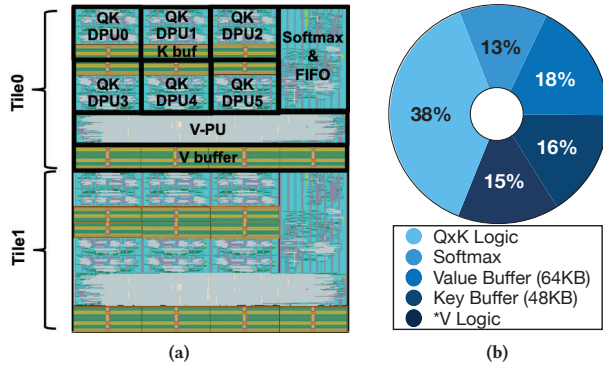 QK QK QK Softmax
DPU0 DPU1 DPU2 &
K buf FIFO
QK QK QK
DPU3 DPU4 DPU5
V-PU
V buffer
Tile0
Tile1
(a)
13%
18%
38%
16%
15%
QxK Logic
Softmax
Value Buffer (64KB)
Key Buffer (48KB)
*V Logic
(b)